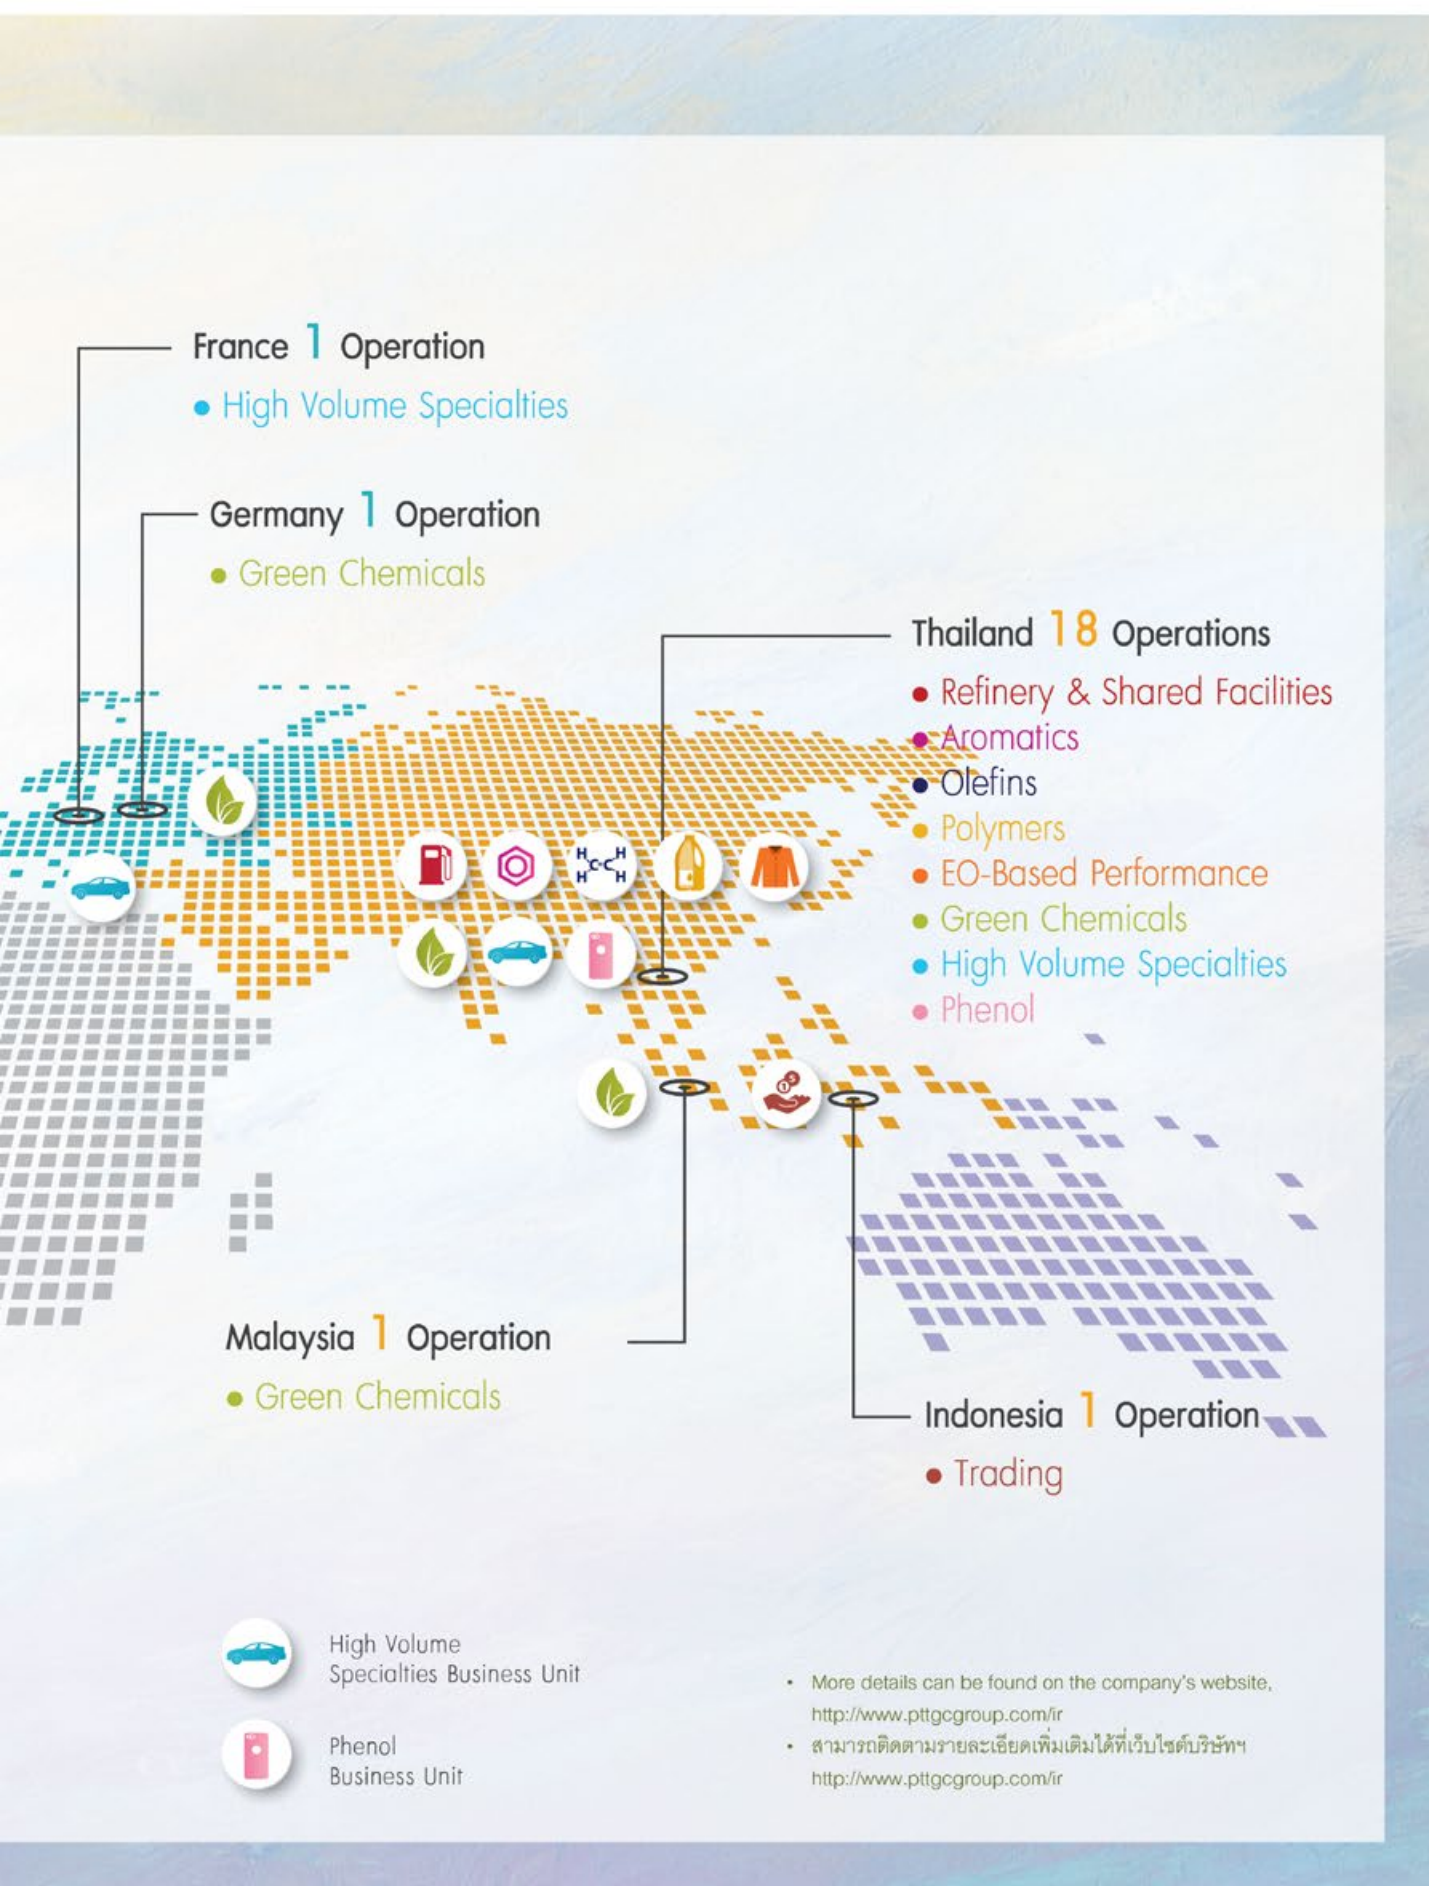 France 1 Operation
• High Volume Specialties
Germany 1 Operation
• Green Chemicals
Thailand 18 Operations
• Refinery & Shared Facilities
• Aromatics
• Olefins
• Polymers
• EO-Based Performance
• Green Chemicals
• High Volume Specialties
• Phenol
H H
C-C
H H
Malaysia 1 Operation
• Green Chemicals
Indonesia 1 Operation
• Trading
High Volume
Specialties Business Unit
Phenol
Business Unit
• More details can be found on the company's website,
http://www.pttgcgroup.com/ir
• สามารถติดตามรายละเอียดเพิ่มเติมได้ที่เว็บไซต์บริษัทฯ
http://www.pttgcgroup.com/ir